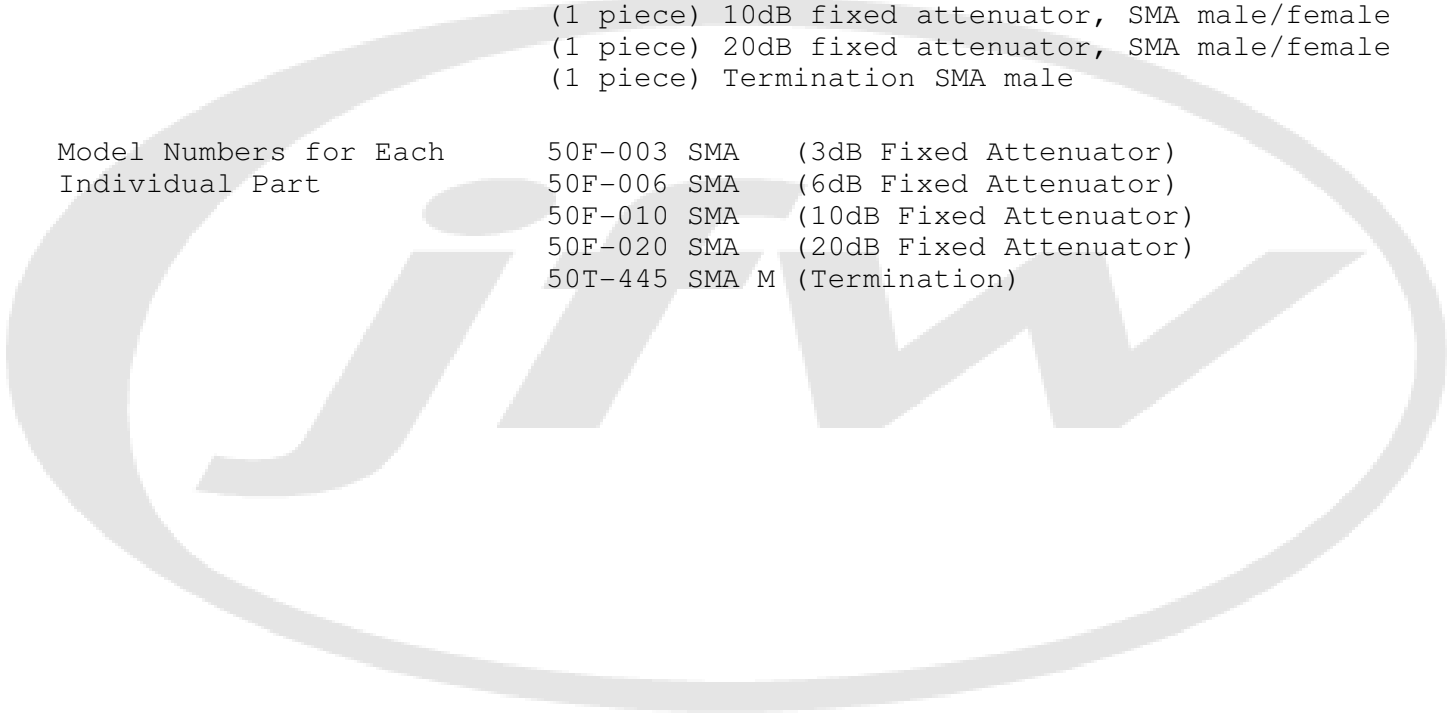 (1 piece) 10dB fixed attenuator, SMA male/female
(1 piece) 20dB fixed attenuator, SMA male/female
(1 piece) Termination SMA male
Model Numbers for Each 50F-003 SMA (3dB Fixed Attenuator)
Individual Part 50F-006 SMA (6dB Fixed Attenuator)
50F-010 SMA (10dB Fixed Attenuator)
50F-020 SMA (20dB Fixed Attenuator)
50T-445 SMA M (Termination)
jfw